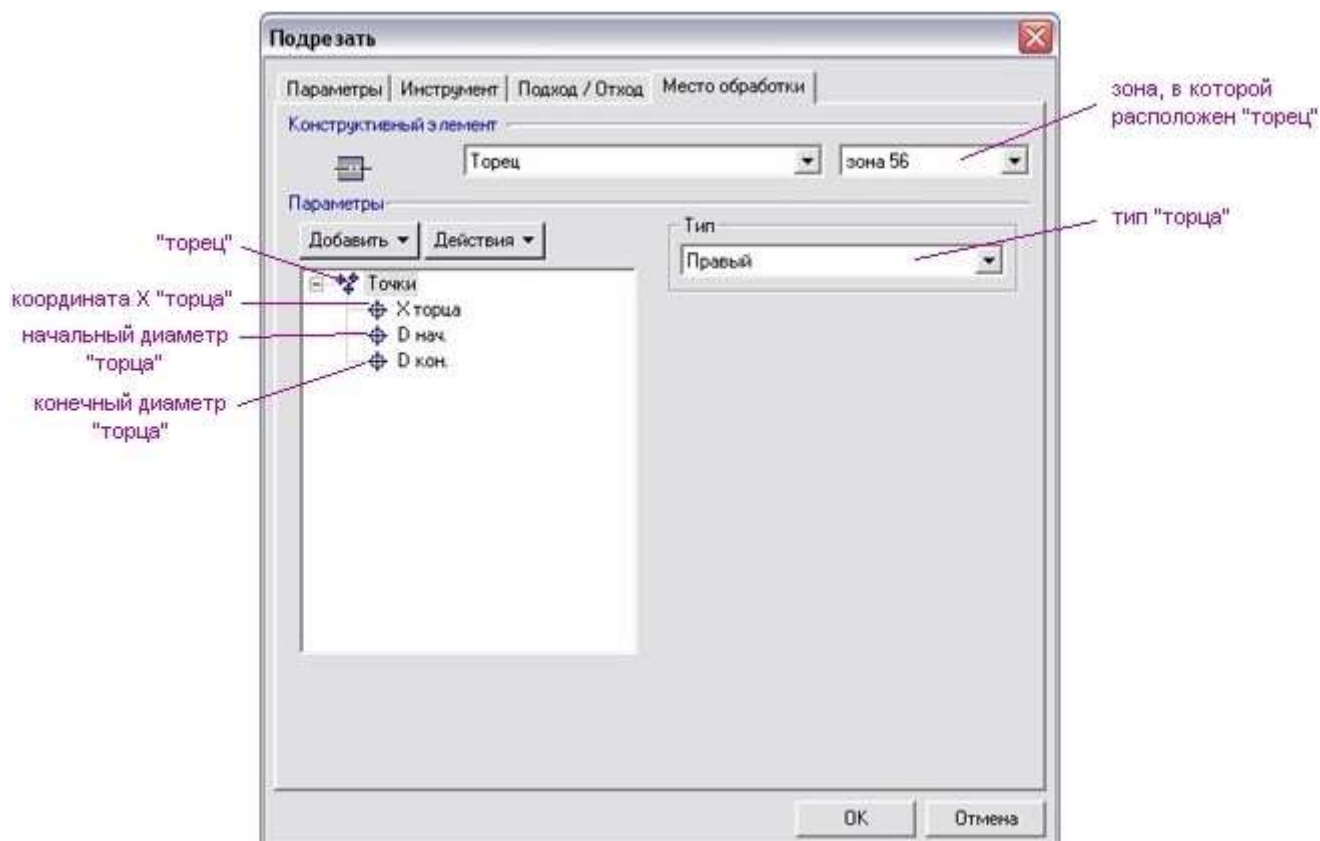 Подрезать
Параметры
Инструмент
Подход / Отход
Место обработки
Конструктивный элемент
Торец
зона 56
Параметры
Добавить
Действия
Точки
X торца
D нач.
D кон.
Тип
Правый
OK
Отмена
"торец"
координата X "торца"
начальный диаметр
"торца"
конечный диаметр
"торца"
зона, в которой
расположен "торец"
тип "торца"